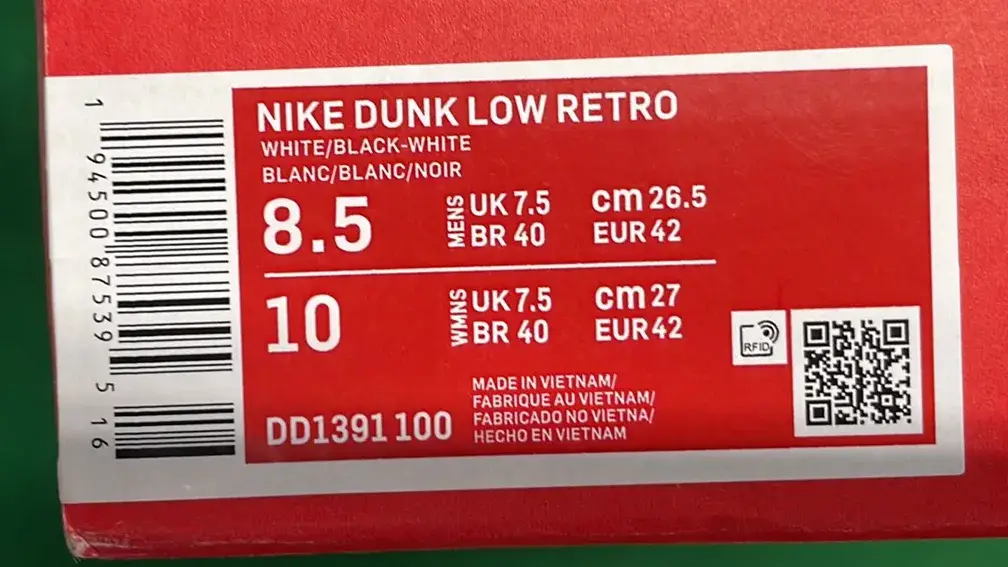 1 94500 87539 5 16
NIKE DUNK LOW RETRO
WHITE/BLACK-WHITE
BLANC/BLANC/NOIR
8.5 MENS UK 7.5 cm 26.5
BR 40 EUR 42
10 WMNS UK 7.5 cm 27
BR 40 EUR 42
RFID
DD1391 100
MADE IN VIETNAM/
FABRIQUE AU VIETNAM/
FABRICADO NO VIETNA/
HECHO EN VIETNAM